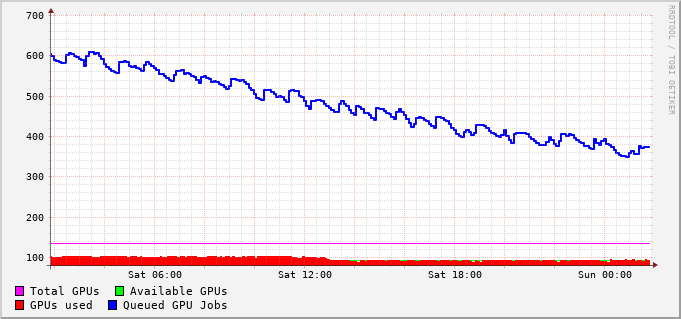 700
600
500
400
300
200
100
Sat 06:00 Sat 12:00 Sat 18:00 Sun 00:00
Total GPUs Available GPUs
GPUs used Queued GPU Jobs
RRDTOOL / TOBI OETIKER